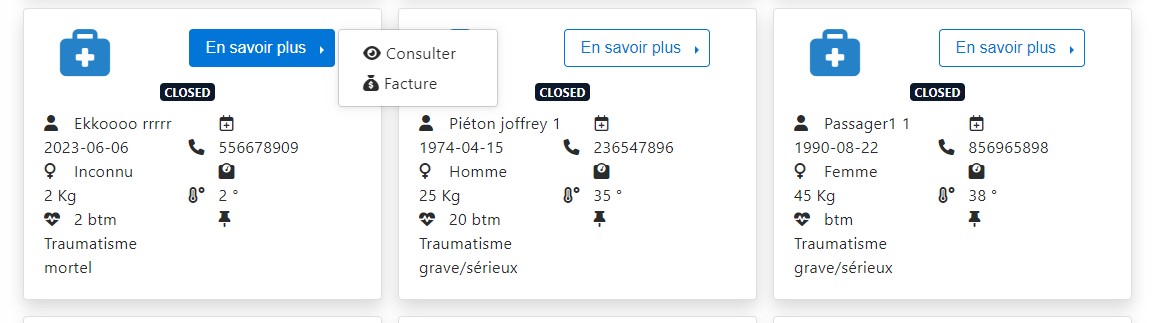 En savoir plus
Consulter
Facture
CLOSED
Ekkoooo rrrrr
2023-06-06 556678909
Inconnu
2 Kg 2 °
2 btm
Traumatisme
mortel
En savoir plus
CLOSED
Piéton joffrey 1
1974-04-15 236547896
Homme
25 Kg 35 °
20 btm
Traumatisme
grave/sérieux
En savoir plus
CLOSED
Passager1 1
1990-08-22 856965898
Femme
45 Kg 38 °
btm
Traumatisme
grave/sérieux